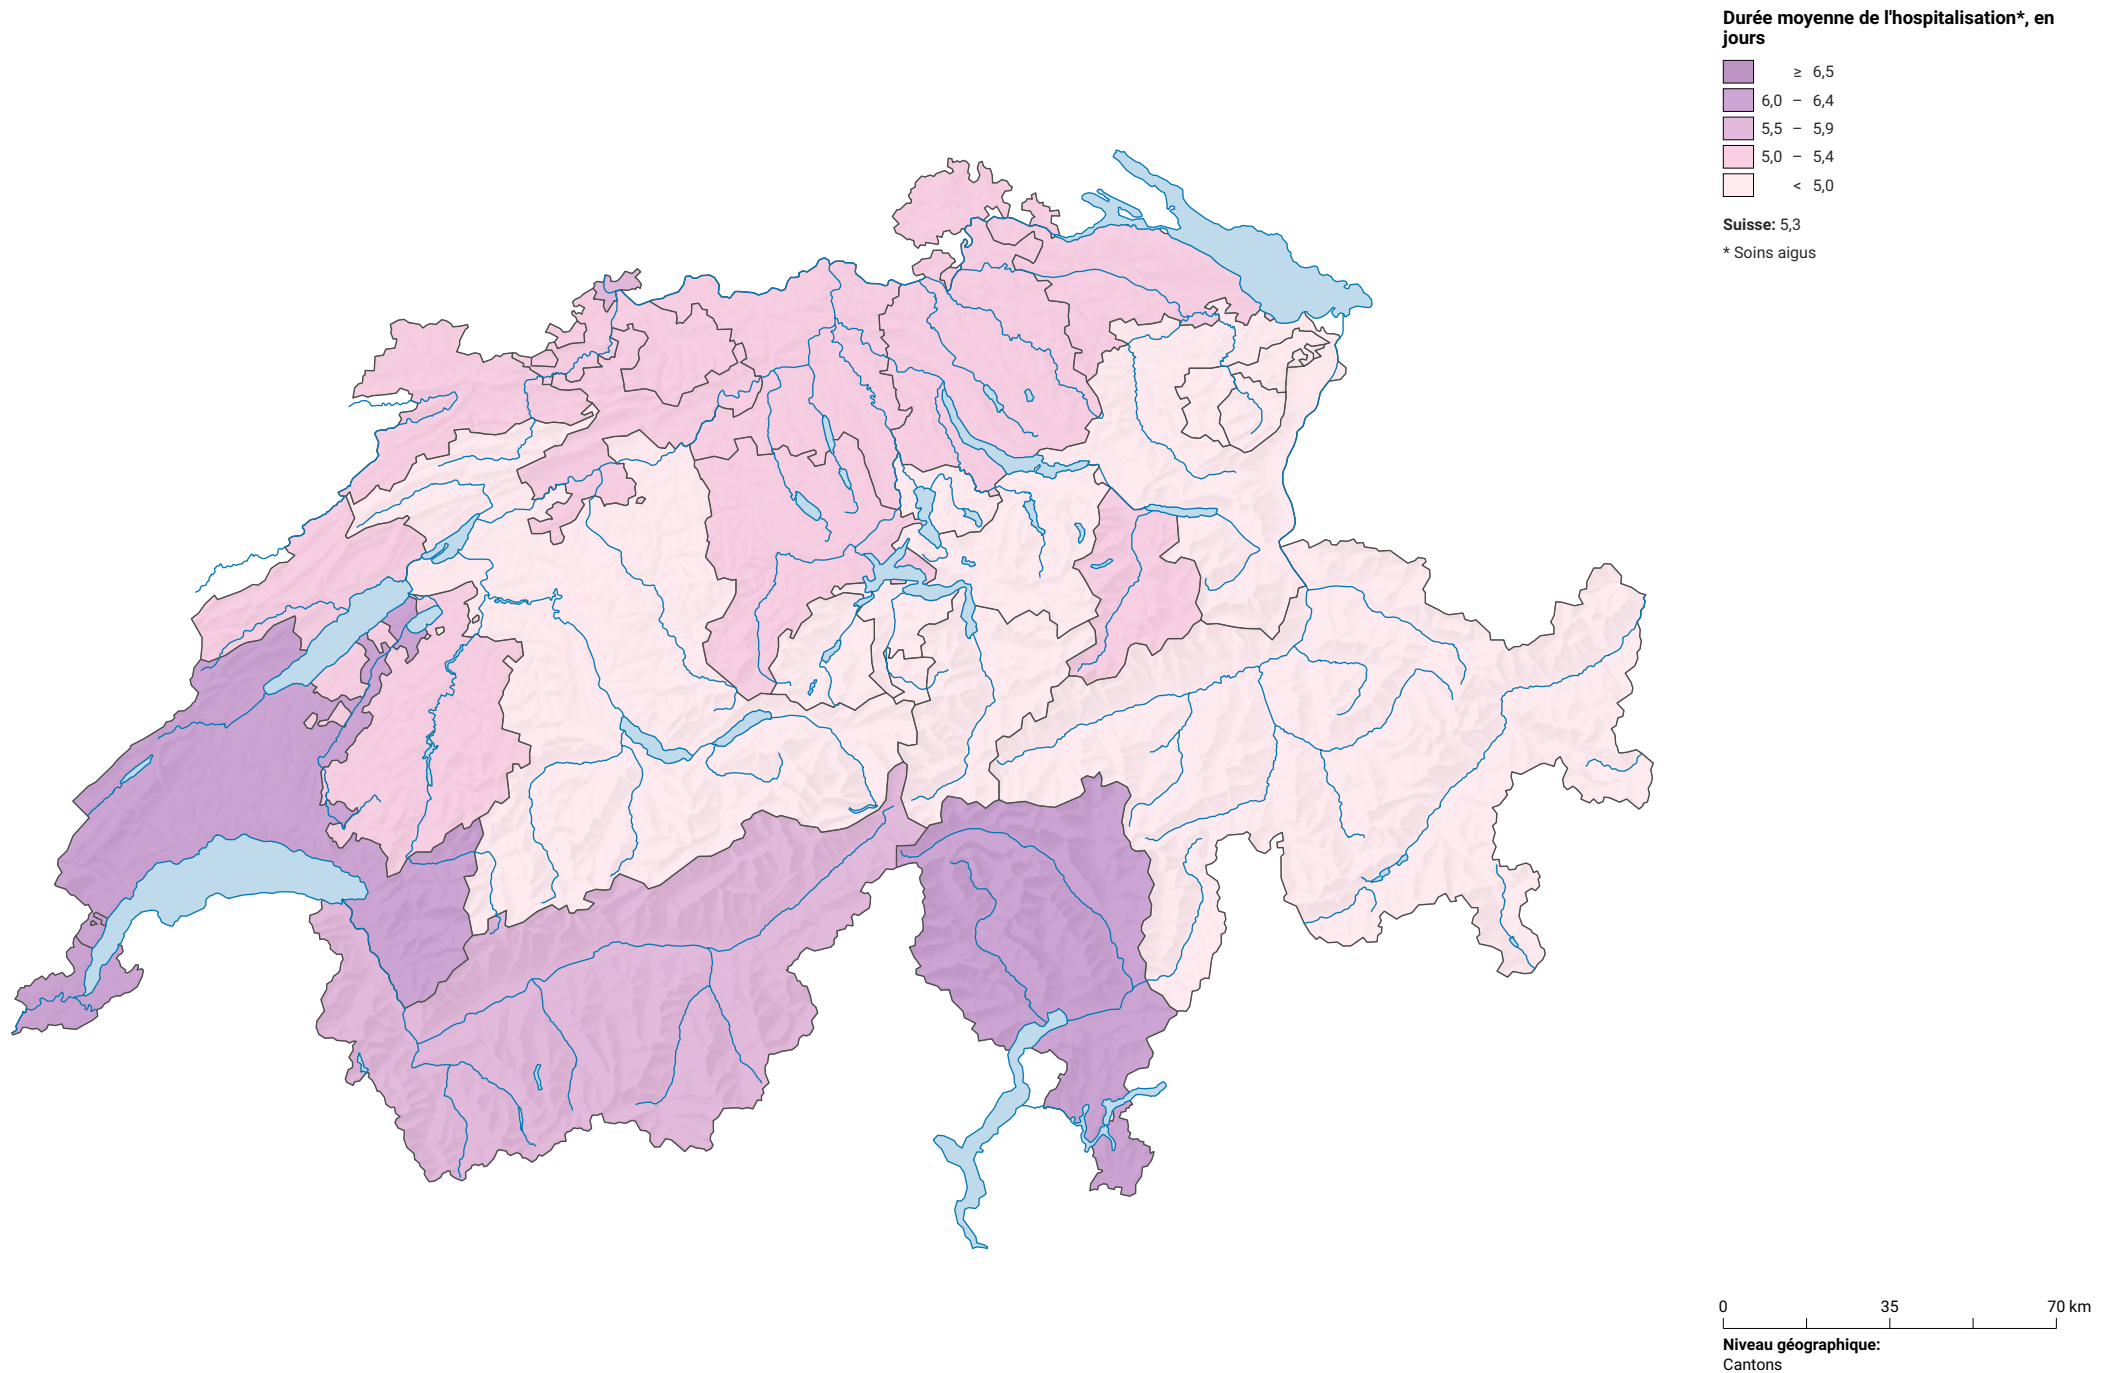 Durée moyenne de l'hospitalisation*, en
jours
≥ 6,5
6,0 – 6,4
5,5 – 5,9
5,0 – 5,4
< 5,0
Suisse: 5,3
* Soins aigus
0 35 70 km
Niveau géographique:
Cantons